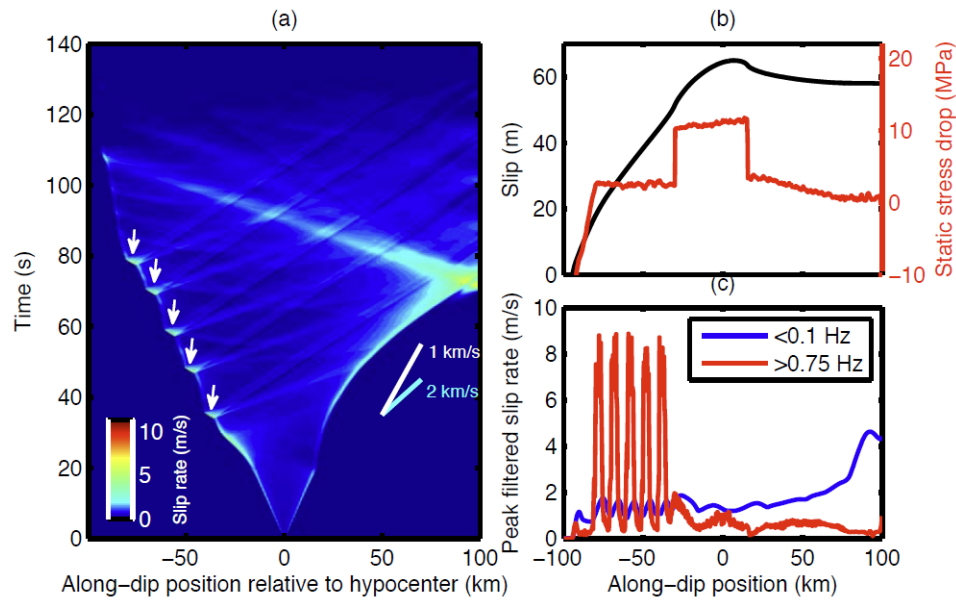 (a)
140
120
100
80
60
40
20
0
Time (s)
−50
0
50
100
Along−dip position relative to hypocenter (km)
1 km/s
2 km/s
10
5
0
Slip rate (m/s)
(b)
60
40
20
0
Slip (m)
20
10
0
−10
Static stress drop (MPa)
(c)
10
8
6
4
2
0
Peak filtered slip rate (m/s)
<0.1 Hz
>0.75 Hz
−100
−50
0
50
100
Along−dip position (km)